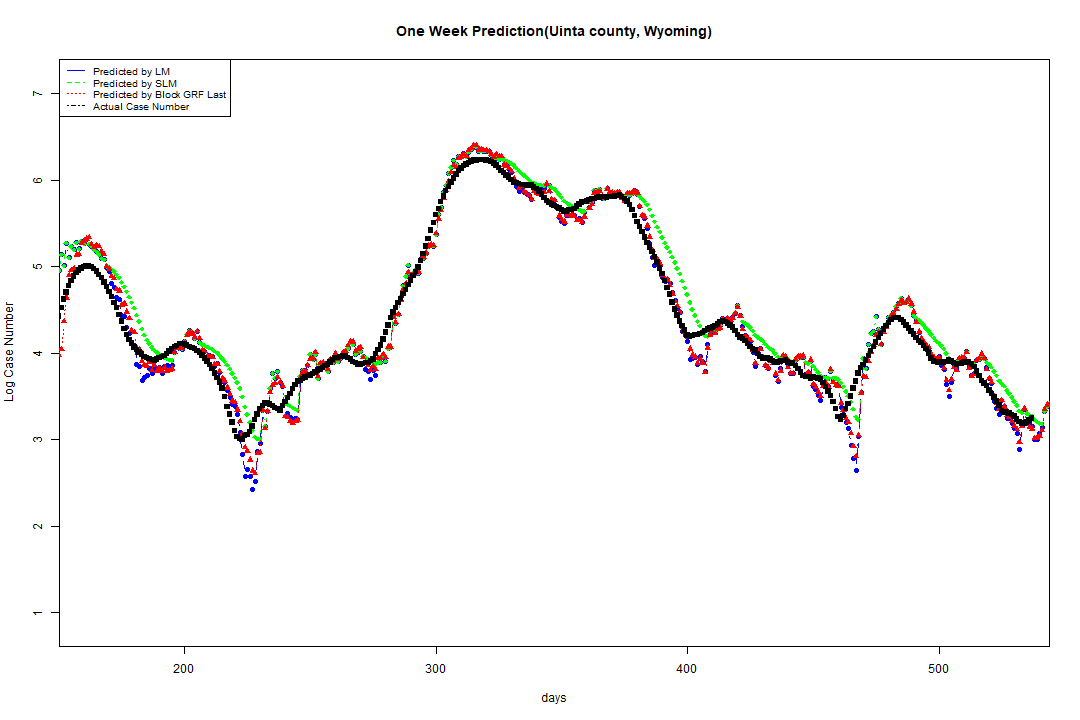 One Week Prediction(Uinta county, Wyoming)
Predicted by LM
Predicted by SLM
Predicted by Block GRF Last
Actual Case Number
7
6
5
4
3
2
1
Log Case Number
200 300 400 500
days